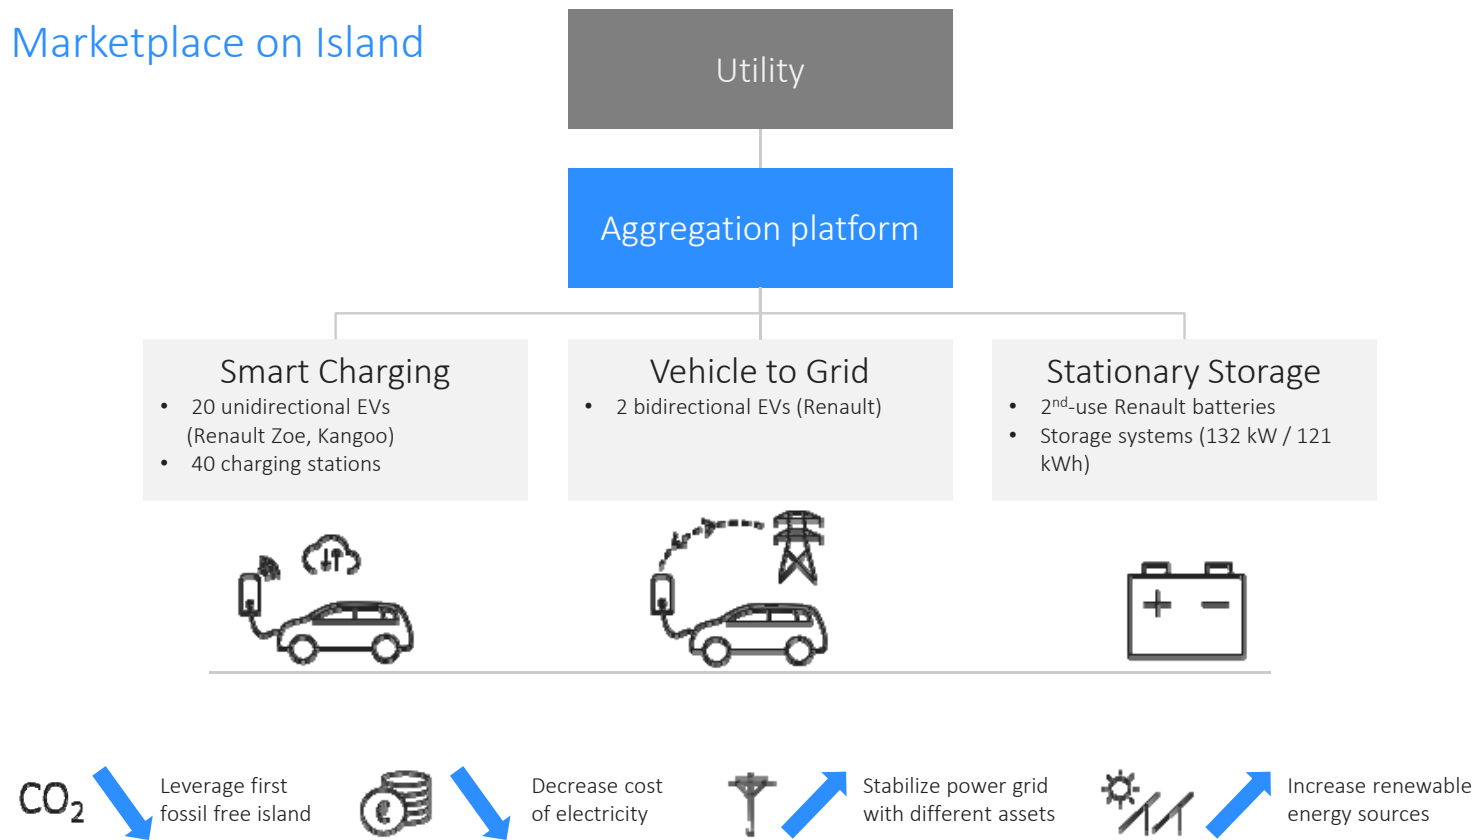 Marketplace on Island
Utility
Aggregation platform
Smart Charging
• 20 unidirectional EVs
(Renault Zoe, Kangoo)
• 40 charging stations
Vehicle to Grid
• 2 bidirectional EVs (Renault)
Stationary Storage
• 2nd-use Renault batteries
• Storage systems (132 kW / 121
kWh)
+ −
CO2
Leverage first
fossil free island
€
Decrease cost
of electricity
Stabilize power grid
with different assets
Increase renewable
energy sources